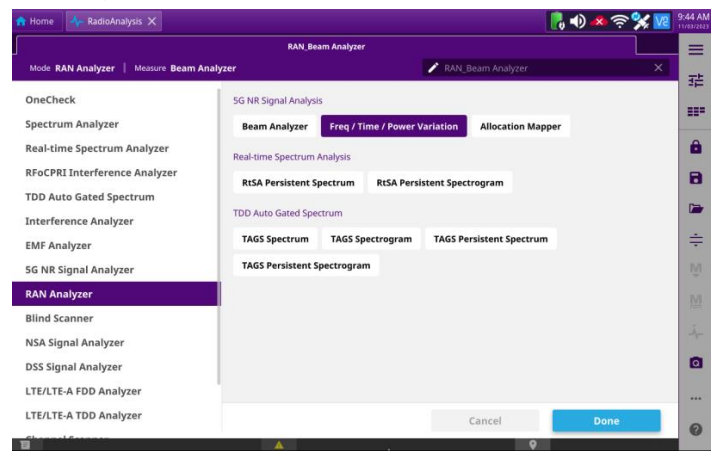 Home
RadioAnalysis
V2
9:44 AM
11/03/2023
RAN_Beam Analyzer
Mode RAN Analyzer | Measure Beam Analyzer
RAN_Beam Analyzer
OneCheck
Spectrum Analyzer
Real-time Spectrum Analyzer
RFoCPRI Interference Analyzer
TDD Auto Gated Spectrum
Interference Analyzer
EMF Analyzer
5G NR Signal Analyzer
RAN Analyzer
Blind Scanner
NSA Signal Analyzer
DSS Signal Analyzer
LTE/LTE-A FDD Analyzer
LTE/LTE-A TDD Analyzer
5G NR Signal Analysis
Beam Analyzer Freq / Time / Power Variation Allocation Mapper
Real-time Spectrum Analysis
RtSA Persistent Spectrum RtSA Persistent Spectrogram
TDD Auto Gated Spectrum
TAGS Spectrum TAGS Spectrogram TAGS Persistent Spectrum
TAGS Persistent Spectrogram
Cancel Done
M
M